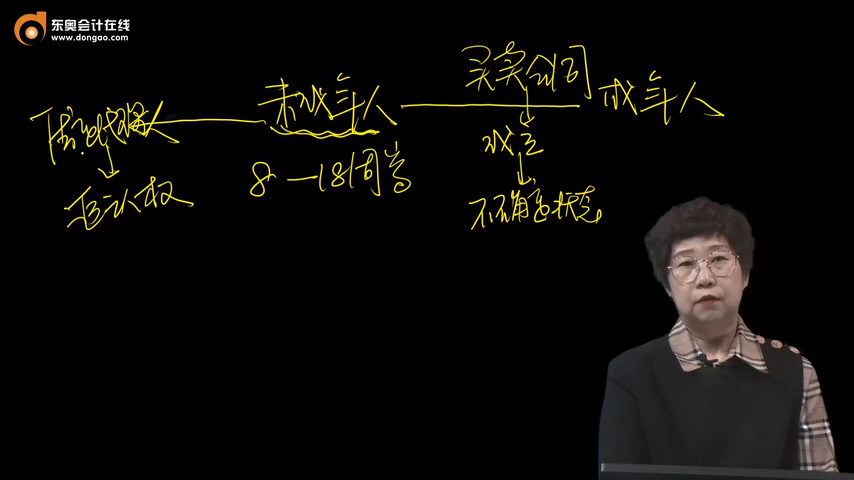 东奥会计在线
www.dongao.com
买卖合同
法定代理人 未成年人 成年人
成立
追认权 8—18周岁
不确定状态